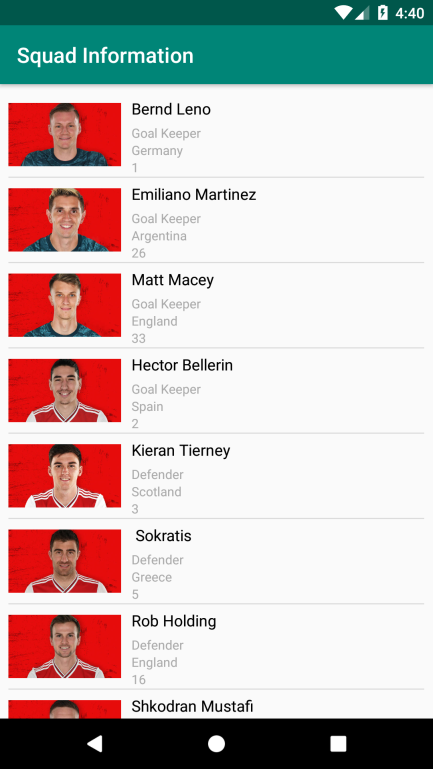 4:40
Squad Information
Bernd Leno
Goal Keeper
Germany
1
Emiliano Martinez
Goal Keeper
Argentina
26
Matt Macey
Goal Keeper
England
33
Hector Bellerin
Goal Keeper
Spain
2
Kieran Tierney
Defender
Scotland
3
Sokratis
Defender
Greece
5
Rob Holding
Defender
England
16
Shkodran Mustafi